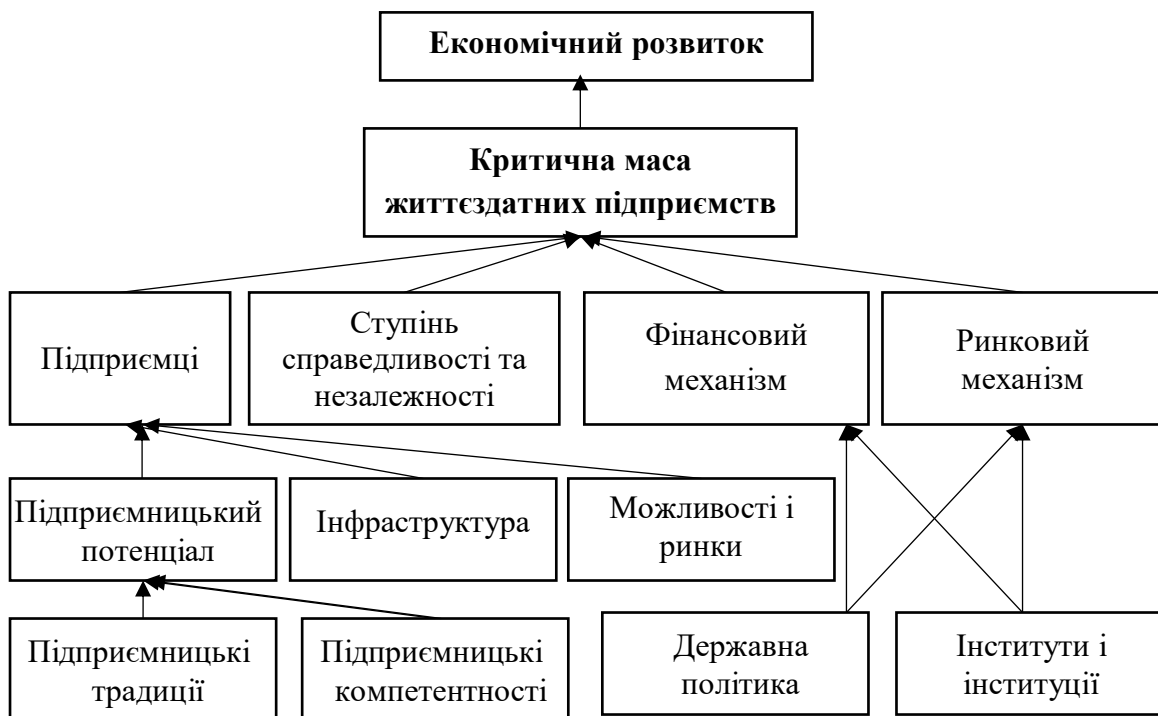 Економічний розвиток
Критична маса
життєздатних підприємств
Підприємці
Ступінь
справедливості та
незалежності
Фінансовий
механізм
Ринковий
механізм
Підприємницький
потенціал
Інфраструктура
Можливості і
ринки
Підприємницькі
традиції
Підприємницькі
компетентності
Державна
політика
Інститути і
інституції